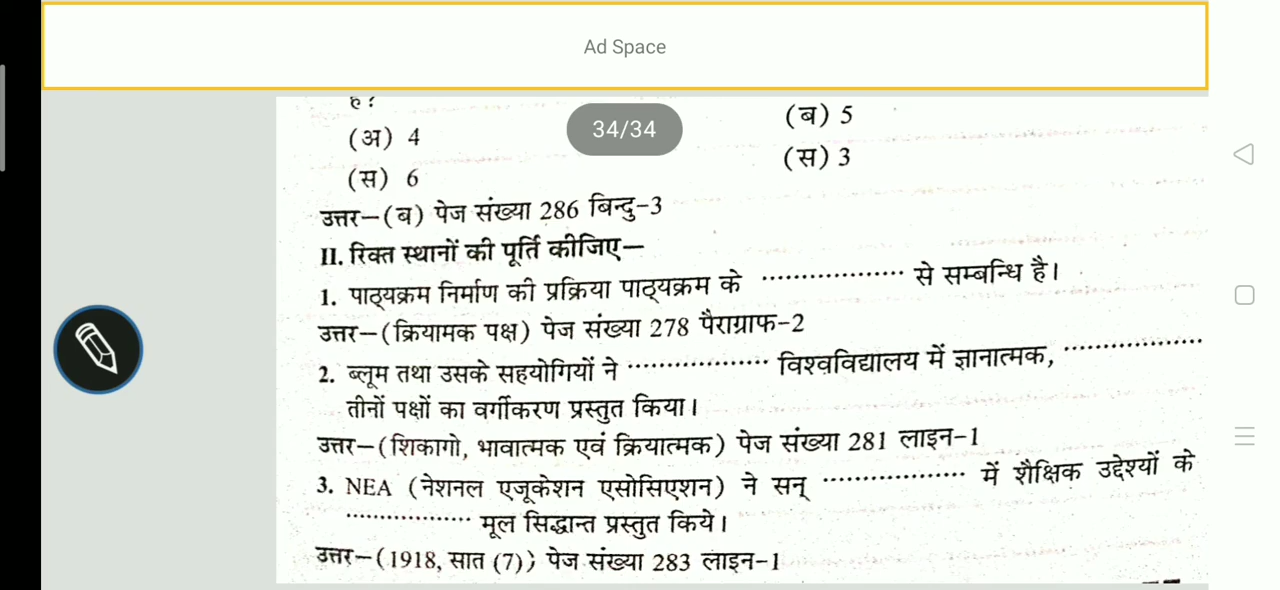 Ad Space
है ?
34/34
(अ) 4
(ब) 5
(स) 6
(स) 3
उत्तर—(ब) पेज संख्या 286 बिन्दु-3
II. रिक्त स्थानों की पूर्ति कीजिए—
1. पाठ्यक्रम निर्माण की प्रक्रिया पाठ्यक्रम के .................. से सम्बन्धि है।
उत्तर—(क्रियामक पक्ष) पेज संख्या 278 पैराग्राफ-2
2. ब्लूम तथा उसके सहयोगियों ने .................. विश्वविद्यालय में ज्ञानात्मक, ..................
तीनों पक्षों का वर्गीकरण प्रस्तुत किया।
उत्तर—(शिकागो, भावात्मक एवं क्रियात्मक) पेज संख्या 281 लाइन-1
3. NEA (नेशनल एजूकेशन एसोसिएशन) ने सन् .................. में शैक्षिक उद्देश्यों के
.................. मूल सिद्धान्त प्रस्तुत किये।
उत्तर—(1918, सात (7)) पेज संख्या 283 लाइन-1